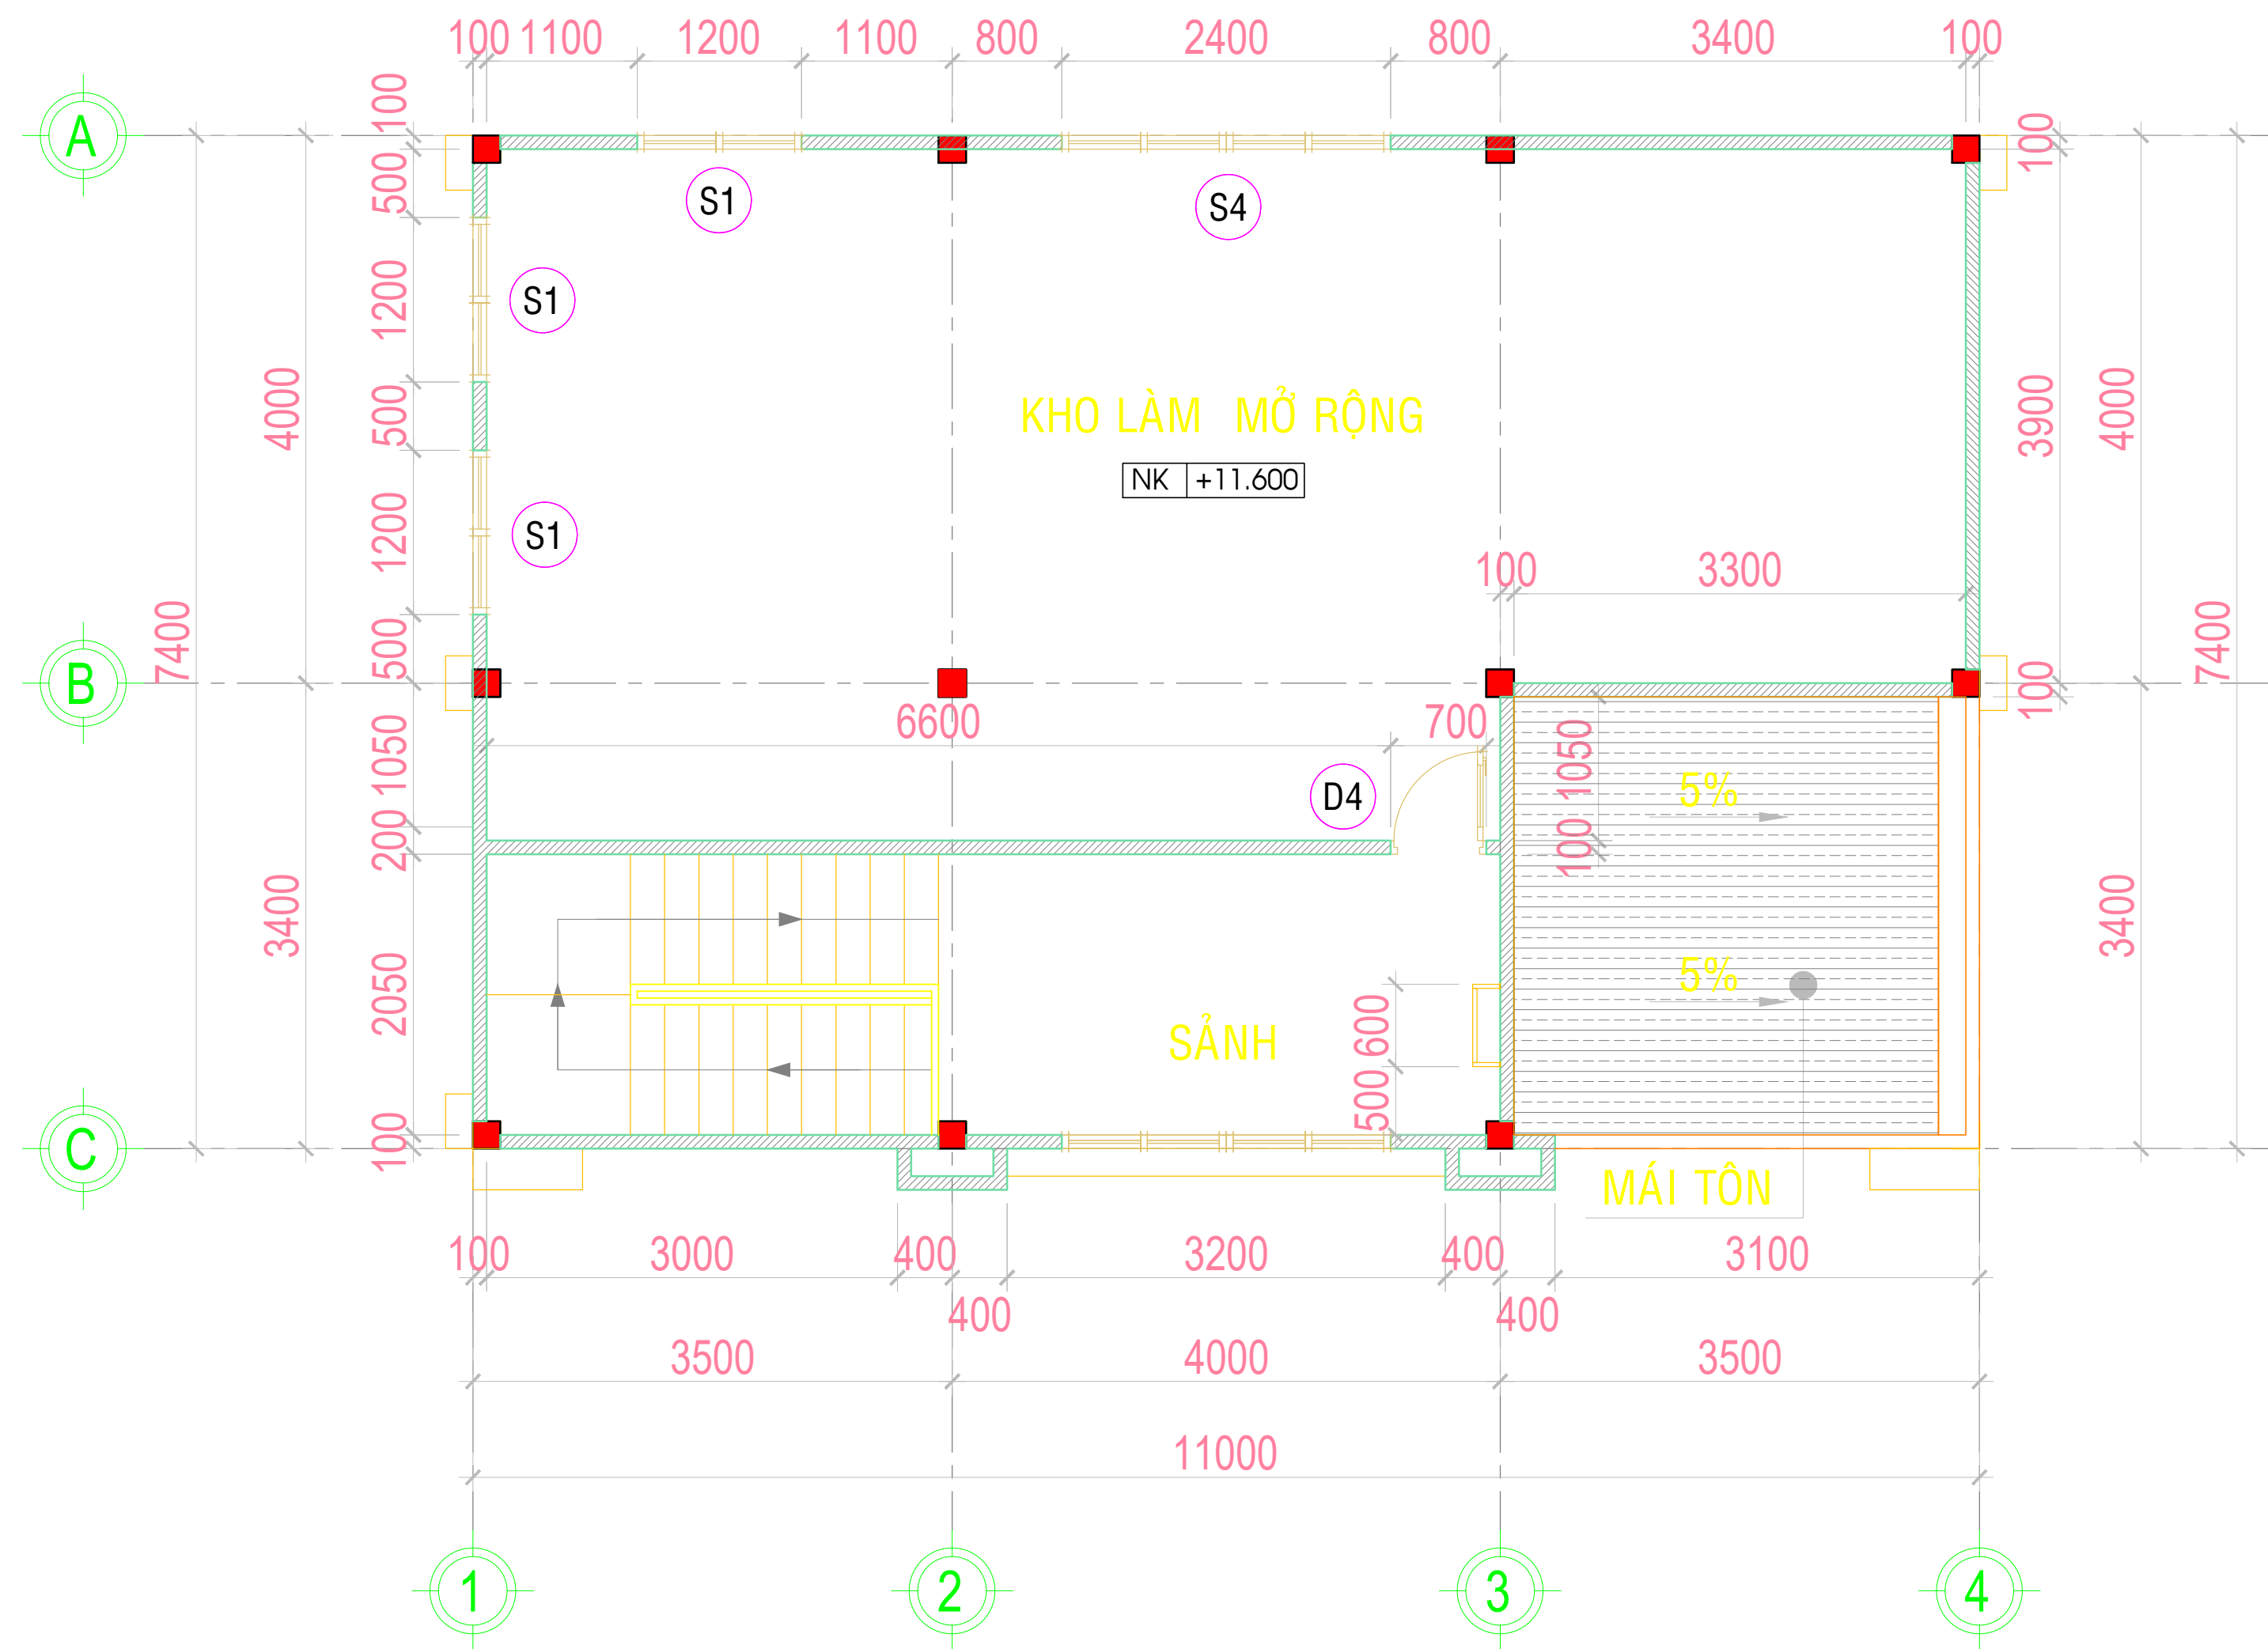 100 1100 1200 1100 800 2400 800 3400 100
A
100
100
500
S1
S4
S1
1200
4000
500
KHO LÀM MỞ RỘNG
3900
4000
NK +11.600
1200
S1
100 3300
7400
500
7400
B
100
6600 700
1050
1050
5%
D4
200
100
3400
3400
2050
5%
SẢNH
600
500
C
100
MÁI TÔN
100 3000 400 3200 400 3100
400 400
3500 4000 3500
11000
1 2 3 4